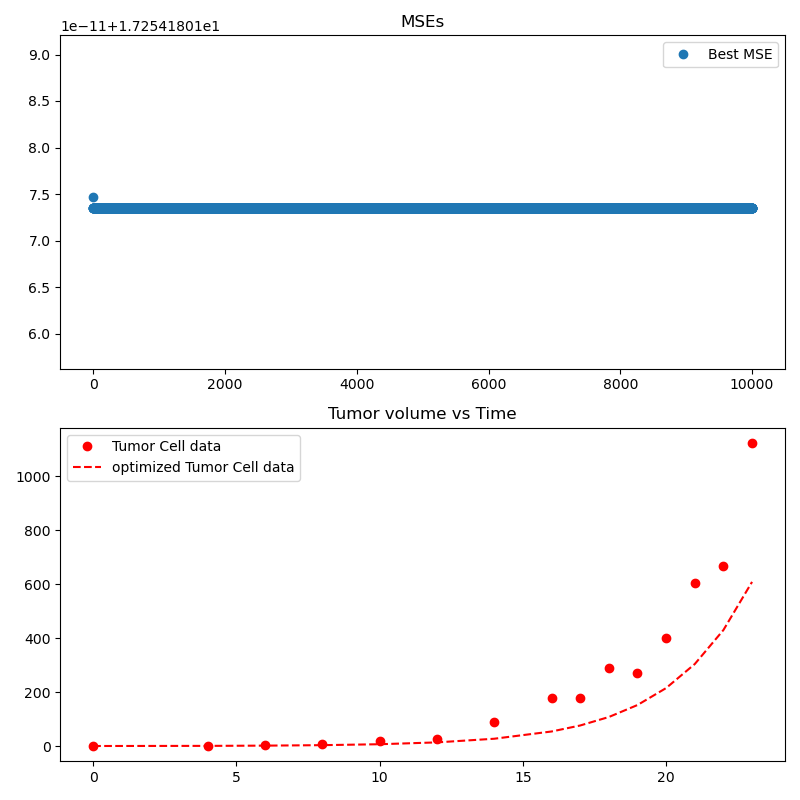 MSEs
1e−11+1.72541801e1
Best MSE
9.0
8.5
8.0
7.5
7.0
6.5
6.0
0 2000 4000 6000 8000 10000
Tumor volume vs Time
Tumor Cell data
optimized Tumor Cell data
1000
800
600
400
200
0
0 5 10 15 20